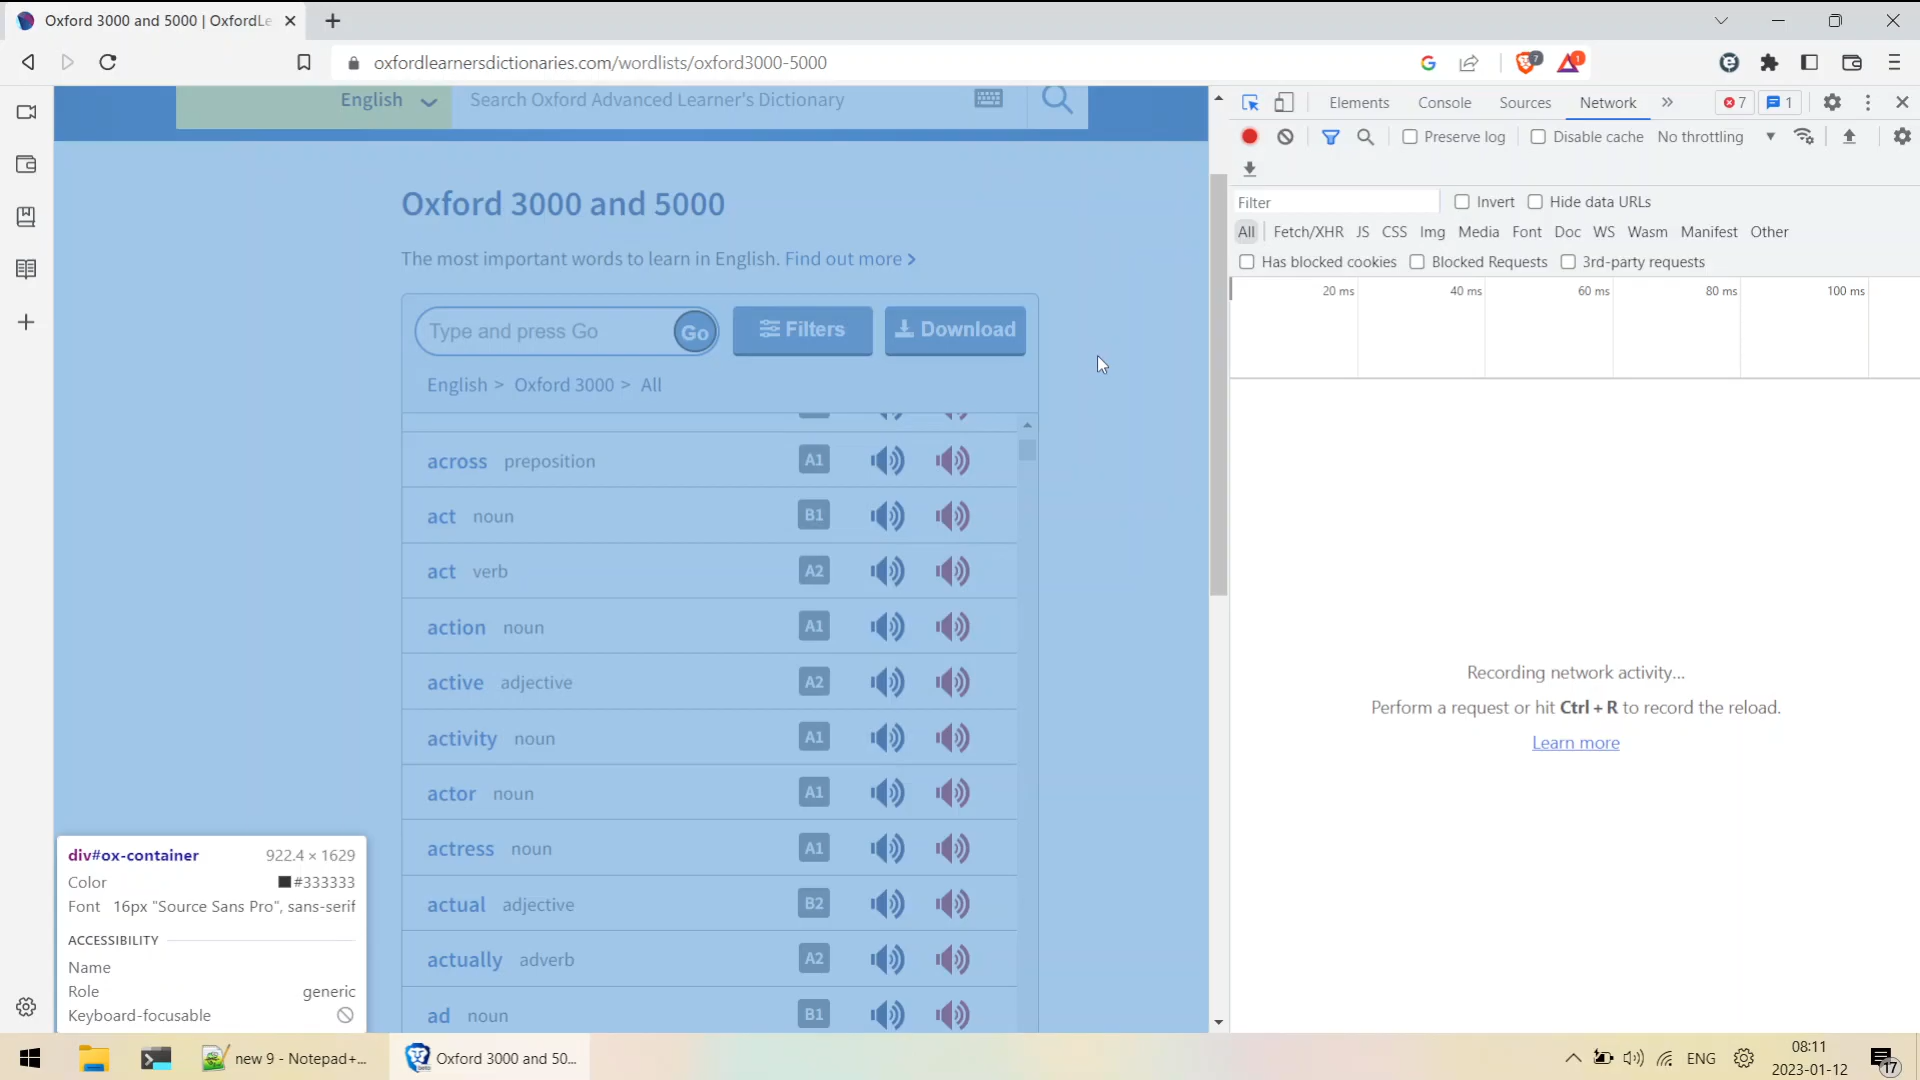 Oxford 3000 and 5000 | OxfordLe
oxfordlearnersdictionaries.com/wordlists/oxford3000-5000
7
1
English
Search Oxford Advanced Learner's Dictionary
Oxford 3000 and 5000
The most important words to learn in English. Find out more >
Type and press Go
Go
Filters
Download
English > Oxford 3000 > All
across preposition A1
act noun B1
act verb A2
action noun A1
active adjective A2
activity noun A1
actor noun A1
actress noun A1
actual adjective B2
actually adverb A2
ad noun B1
div#ox-container 922.4 × 1629
Color #333333
Font 16px "Source Sans Pro", sans-serif
ACCESSIBILITY
Name
Role generic
Keyboard-focusable
Elements Console Sources Network » 7 1
Preserve log Disable cache No throttling
Filter Invert Hide data URLs
All Fetch/XHR JS CSS Img Media Font Doc WS Wasm Manifest Other
Has blocked cookies Blocked Requests 3rd-party requests
20 ms 40 ms 60 ms 80 ms 100 ms
Recording network activity...
Perform a request or hit Ctrl + R to record the reload.
Learn more
new 9 - Notepad+...
Oxford 3000 and 50...
ENG
08:11
2023-01-12
17